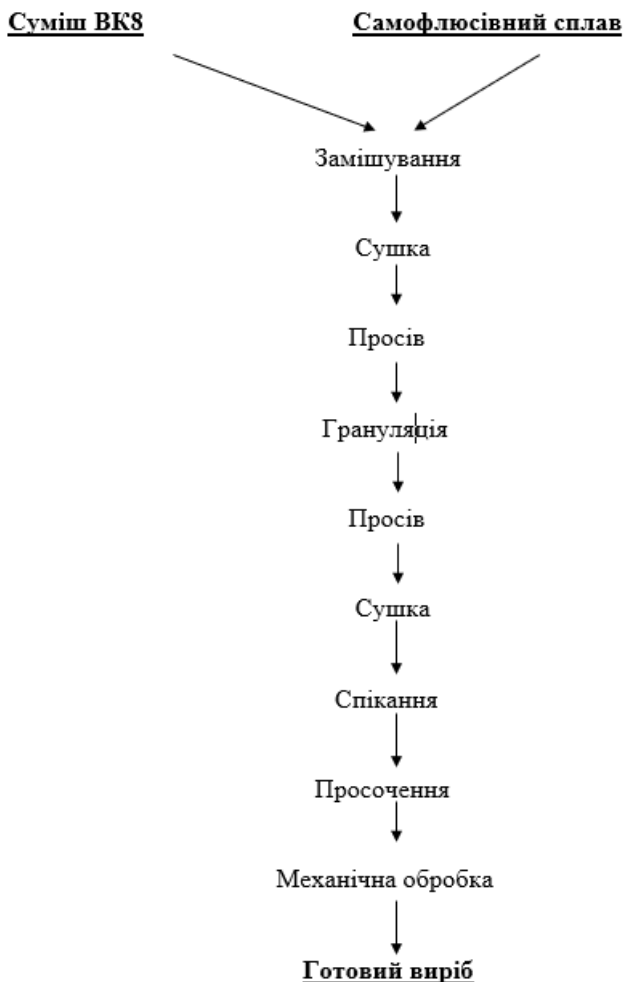 Суміш ВК8
Самофлюсівний сплав
Замішування
Сушка
Просів
Грануляція
Просів
Сушка
Спікання
Просочення
Механічна обробка
Готовий виріб